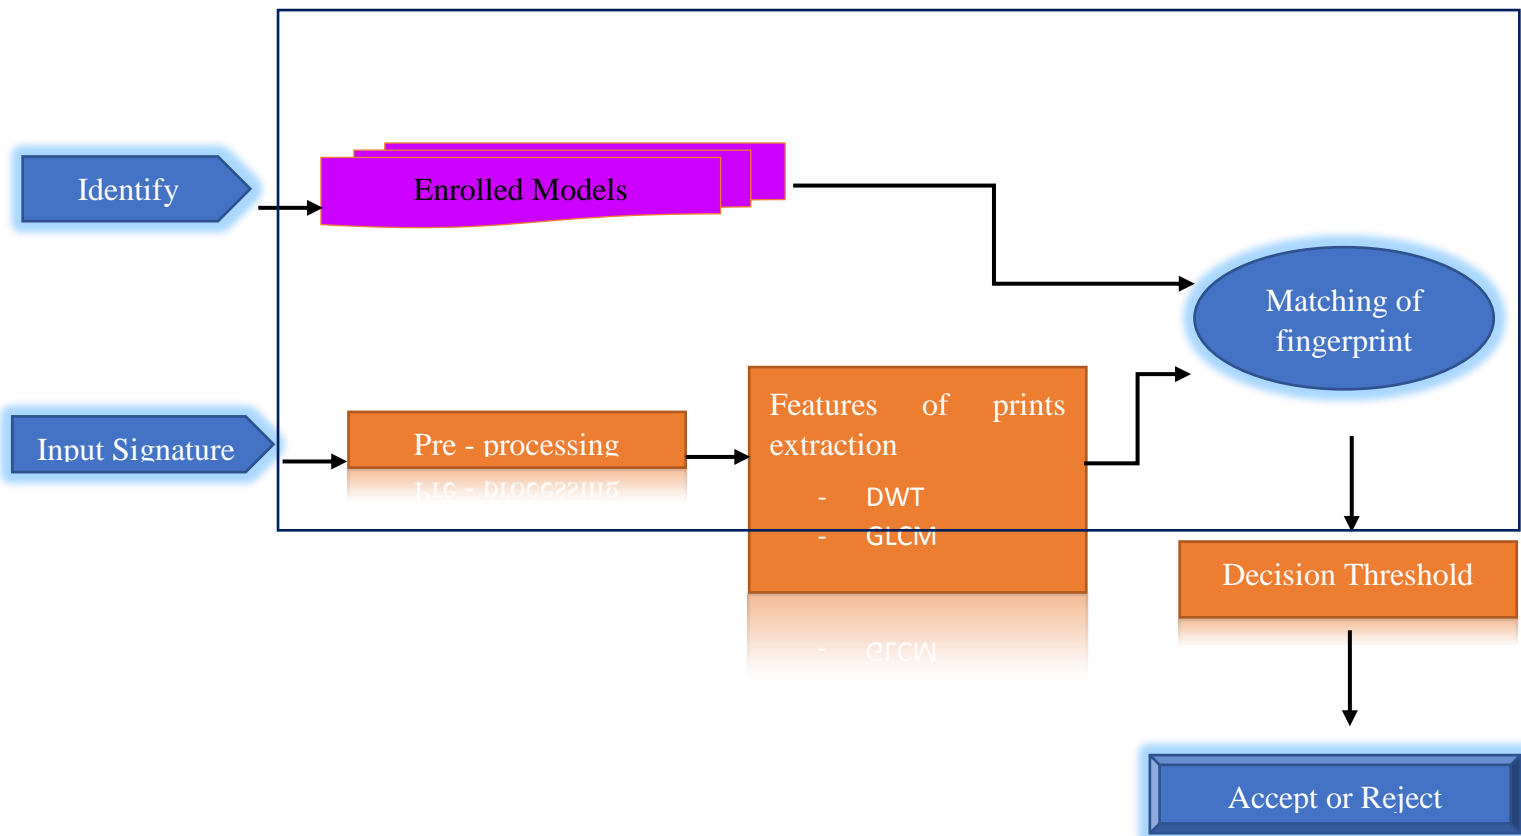 Identify
Enrolled Models
Matching of
fingerprint
Input Signature
Pre - processing
Features of prints
extraction
- DWT
- GLCM
Decision Threshold
Accept or Reject